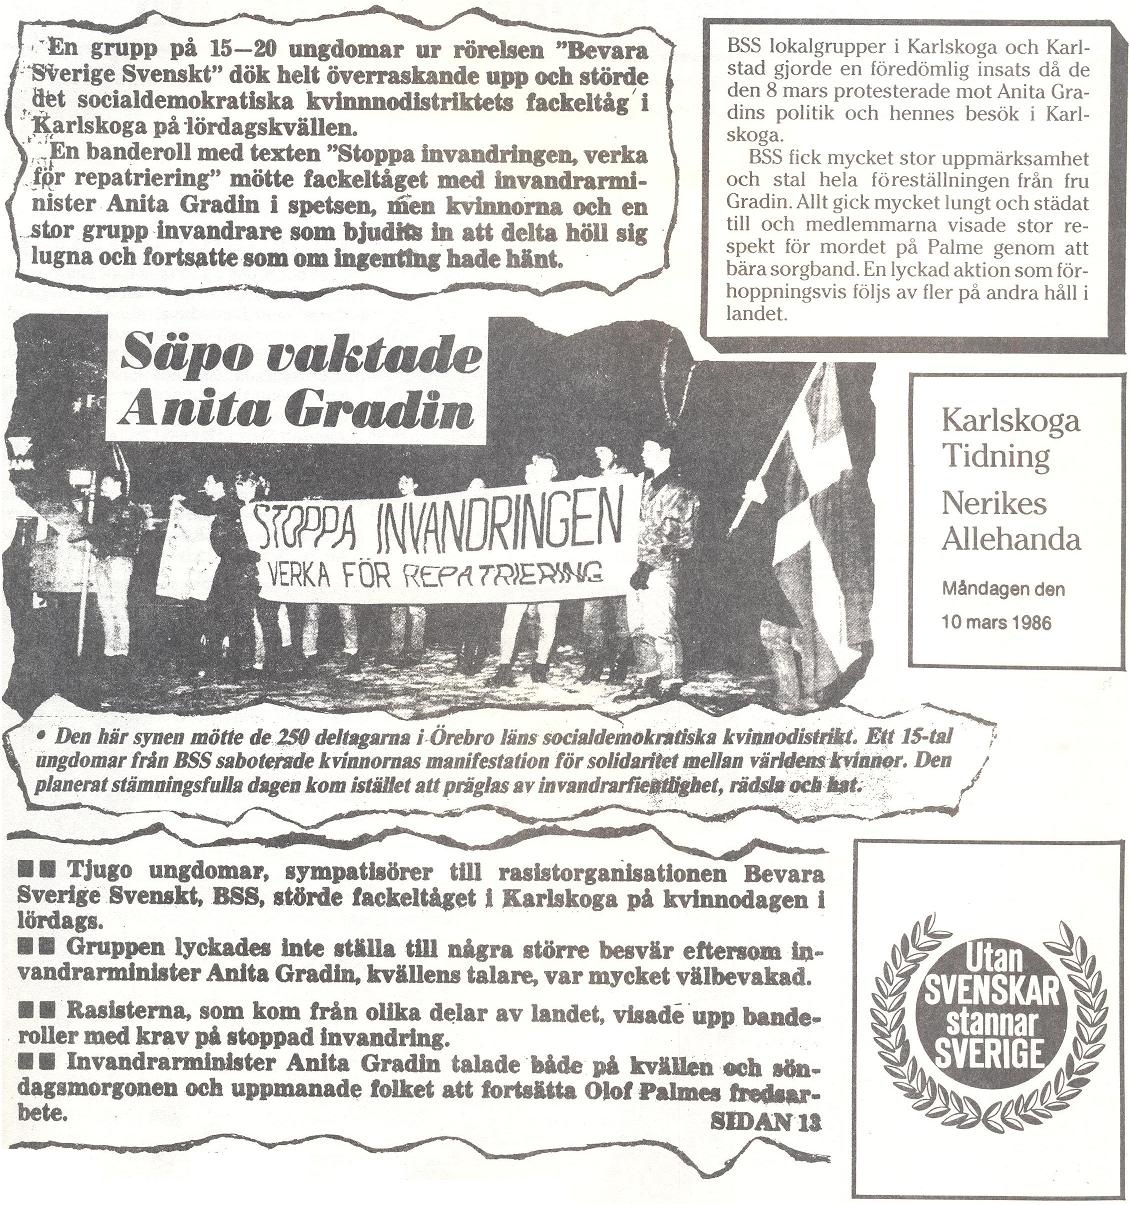 En grupp på 15—20 ungdomar ur rörelsen ”Bevara
Sverige Svenskt” dök helt överraskande upp och störde
det socialdemokratiska kvinnnodistriktets fackeltåg i
Karlskoga på lördagskvällen.
En banderoll med texten ”Stoppa invandringen, verka
för repatriering” mötte fackeltåget med invandrarmi-
nister Anita Gradin i spetsen, men kvinnorna och en
stor grupp invandrare som bjudits in att delta höll sig
lugna och fortsatte som om ingenting hade hänt.
BSS lokalgrupper i Karlskoga och Karl-
stad gjorde en föredömlig insats då de
den 8 mars protesterade mot Anita Gra-
dins politik och hennes besök i Karl-
skoga.
BSS fick mycket stor uppmärksamhet
och stal hela föreställningen från fru
Gradin. Allt gick mycket lungt och städat
till och medlemmarna visade stor re-
spekt för mordet på Palme genom att
bära sorgband. En lyckad aktion som för-
hoppningsvis följs av fler på andra håll i
landet.
Säpo vaktade
Anita Gradin
STOPPA INVANDRINGEN
VERKA FÖR REPATRIERING
Karlskoga
Tidning
Nerikes
Allehanda
Måndagen den
10 mars 1986
• Den här synen mötte de 250 deltagarna i Örebro läns socialdemokratiska kvinnodistrikt. Ett 15-tal
ungdomar från BSS saboterade kvinnornas manifestation för solidaritet mellan världens kvinnor. Den
planerat stämningsfulla dagen kom istället att präglas av invandrarfientlighet, rädsla och hat.
■■ Tjugo ungdomar, sympatisörer till rasistorganisationen Bevara
Sverige Svenskt, BSS, störde fackeltåget i Karlskoga på kvinnodagen i
lördags.
■■ Gruppen lyckades inte ställa till några större besvär eftersom in-
vandrarminister Anita Gradin, kvällens talare, var mycket välbevakad.
■■ Rasisterna, som kom från olika delar av landet, visade upp bande-
roller med krav på stoppad invandring.
■■ Invandrarminister Anita Gradin talade både på kvällen och sön-
dagsmorgonen och uppmanade folket att fortsätta Olof Palmes fredsar-
bete.
SIDAN 13
Utan
SVENSKAR
stannar
SVERIGE